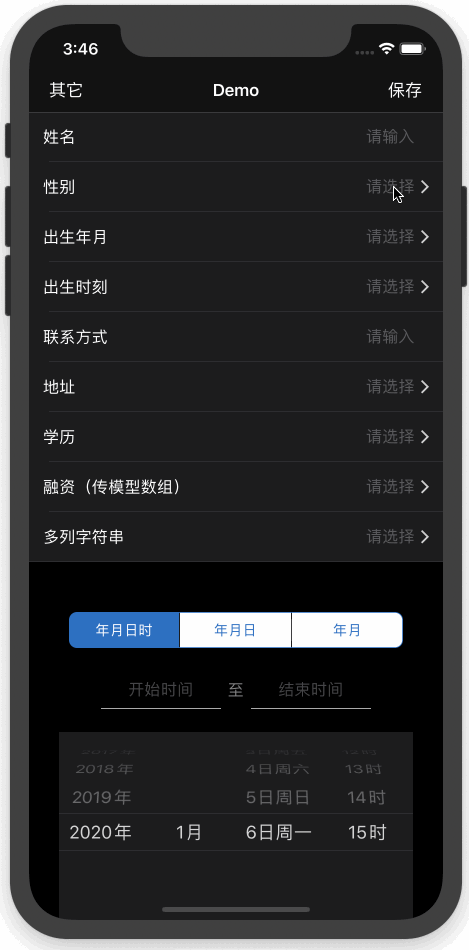 3:46
其它 Demo 保存
姓名 请输入
性别 请选择
出生年月 请选择
出生时刻 请选择
联系方式 请输入
地址 请选择
学历 请选择
融资（传模型数组） 请选择
多列字符串 请选择
年月日时 年月日 年月
开始时间 至 结束时间
2018年 4日周六 13时
2019年 5日周日 14时
2020年 1月 6日周一 15时